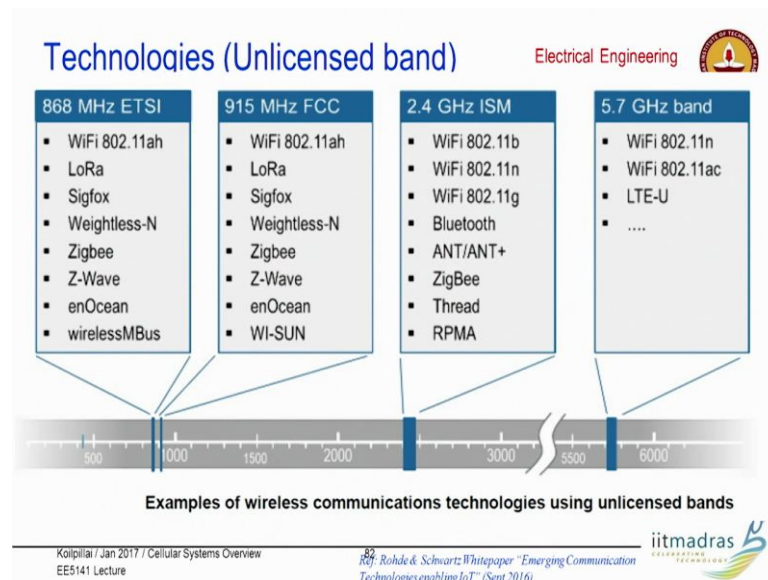 Technologies (Unlicensed band)
Electrical Engineering
868 MHz ETSI
WiFi 802.11ah
LoRa
Sigfox
Weightless-N
Zigbee
Z-Wave
enOcean
wirelessMBus
915 MHz FCC
WiFi 802.11ah
LoRa
Sigfox
Weightless-N
Zigbee
Z-Wave
enOcean
WI-SUN
2.4 GHz ISM
WiFi 802.11b
WiFi 802.11n
WiFi 802.11g
Bluetooth
ANT/ANT+
ZigBee
Thread
RPMA
5.7 GHz band
WiFi 802.11n
WiFi 802.11ac
LTE-U
....
500 1000 1500 2000 3000 5500 6000
Examples of wireless communications technologies using unlicensed bands
Koilpillai / Jan 2017 / Cellular Systems Overview
EE5141 Lecture
82
Ref: Rohde & Schwartz Whitepaper “Emerging Communication
Technologies enabling IoT” (Sept 2016)
iitmadras
CELEBRATING
TECHNOLOGY